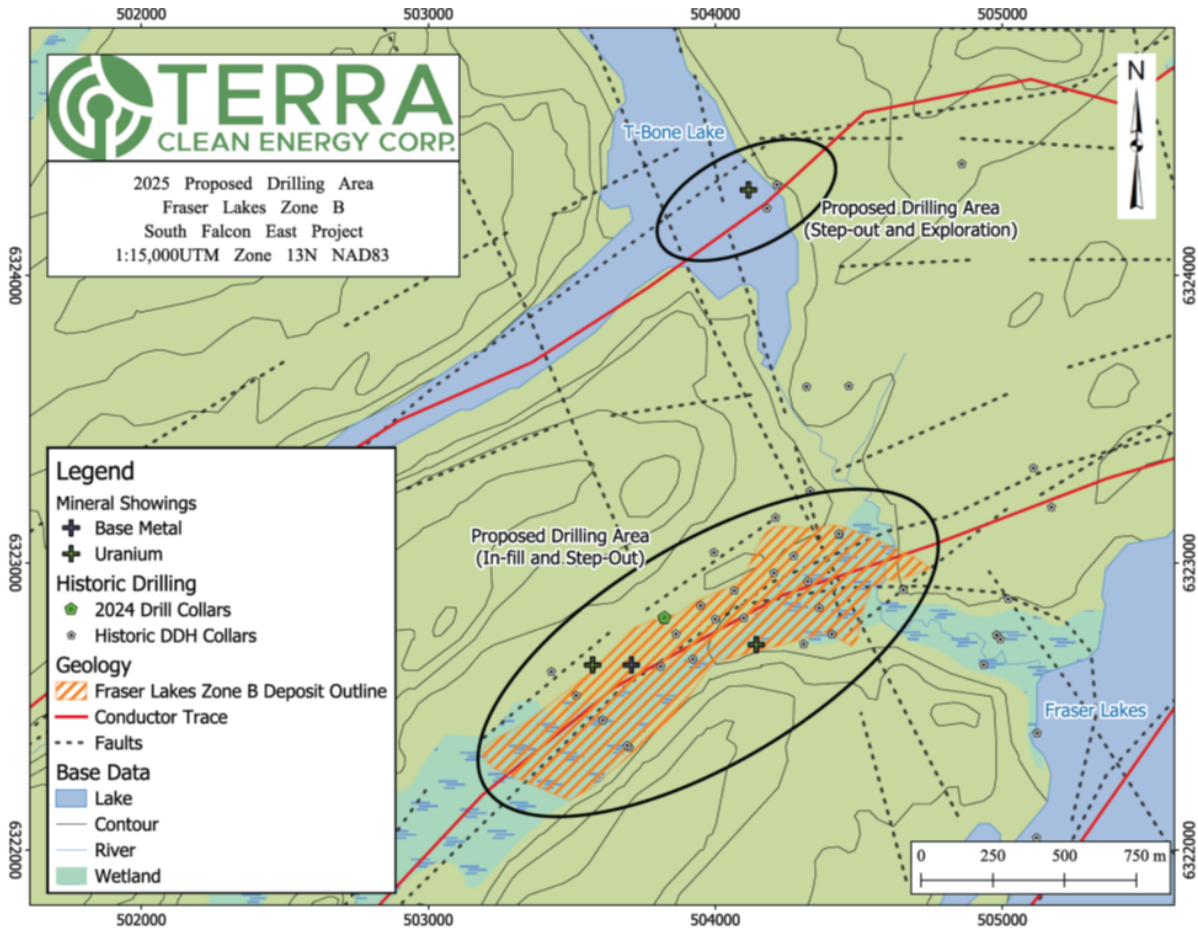 502000 503000 504000 505000
TERRA
CLEAN ENERGY CORP.
2025 Proposed Drilling Area
Fraser Lakes Zone B
South Falcon East Project
1:15,000UTM Zone 13N NAD83
N
T-Bone Lake
Proposed Drilling Area
(Step-out and Exploration)
6324000 6324000
Legend
Mineral Showings
Base Metal
Uranium
Historic Drilling
2024 Drill Collars
Historic DDH Collars
Geology
Fraser Lakes Zone B Deposit Outline
Conductor Trace
Faults
Base Data
Lake
Contour
River
Wetland
Proposed Drilling Area
(In-fill and Step-Out)
6323000 6323000
Fraser Lakes
6322000 6322000
0 250 500 750 m
502000 503000 504000 505000